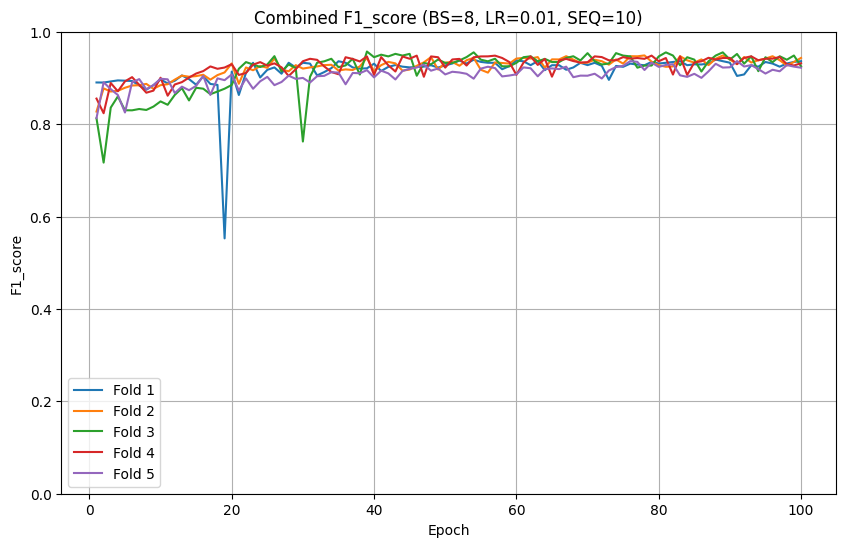 Combined F1_score (BS=8, LR=0.01, SEQ=10)
1.0
0.8
0.6
0.4
0.2
0.0
F1_score
Fold 1
Fold 2
Fold 3
Fold 4
Fold 5
0 20 40 60 80 100
Epoch